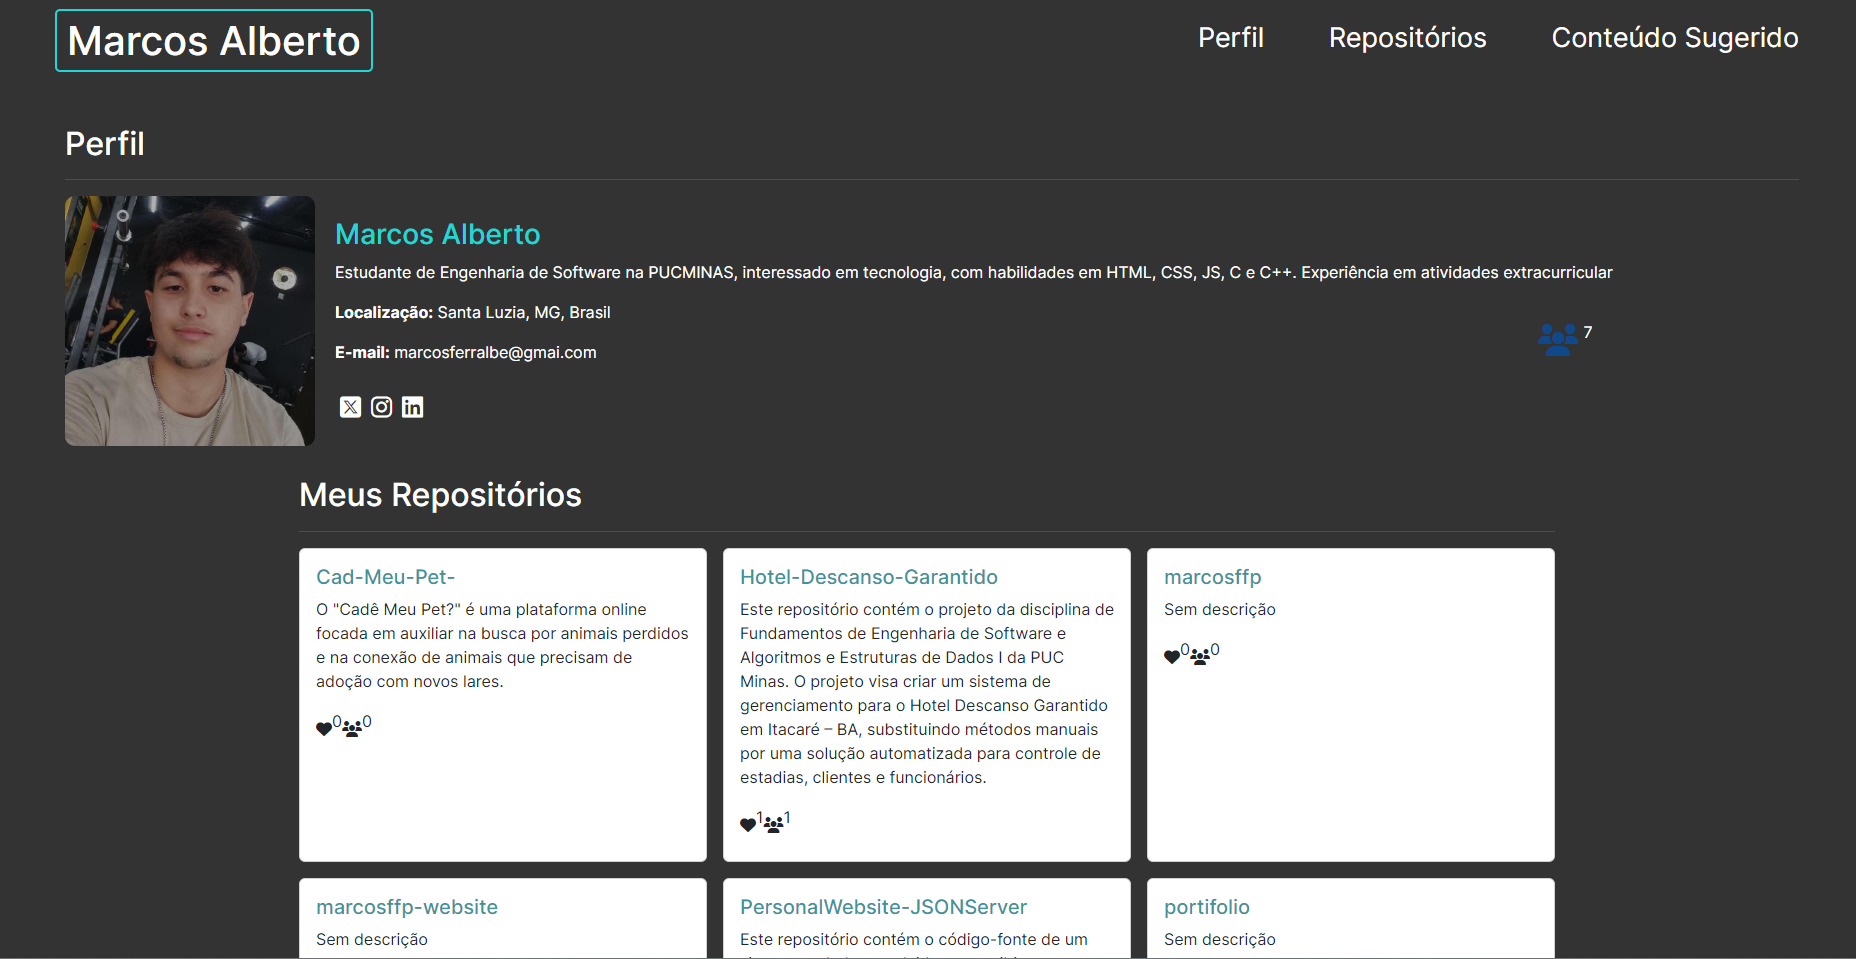 Marcos Alberto
Perfil
Repositórios
Conteúdo Sugerido
Perfil
Marcos Alberto
Estudante de Engenharia de Software na PUCMINAS, interessado em tecnologia, com habilidades em HTML, CSS, JS, C e C++. Experiência em atividades extracurricular
Localização: Santa Luzia, MG, Brasil
7
E-mail: marcosferralbe@gmai.com
Meus Repositórios
Cad-Meu-Pet-
O "Cadê Meu Pet?" é uma plataforma online
focada em auxiliar na busca por animais perdidos
e na conexão de animais que precisam de
adoção com novos lares.
0 0
Hotel-Descanso-Garantido
Este repositório contém o projeto da disciplina de
Fundamentos de Engenharia de Software e
Algoritmos e Estruturas de Dados I da PUC
Minas. O projeto visa criar um sistema de
gerenciamento para o Hotel Descanso Garantido
em Itacaré – BA, substituindo métodos manuais
por uma solução automatizada para controle de
estadias, clientes e funcionários.
1 1
marcosffp
Sem descrição
0 0
marcosffp-website
Sem descrição
PersonalWebsite-JSONServer
Este repositório contém o código-fonte de um
portifolio
Sem descrição